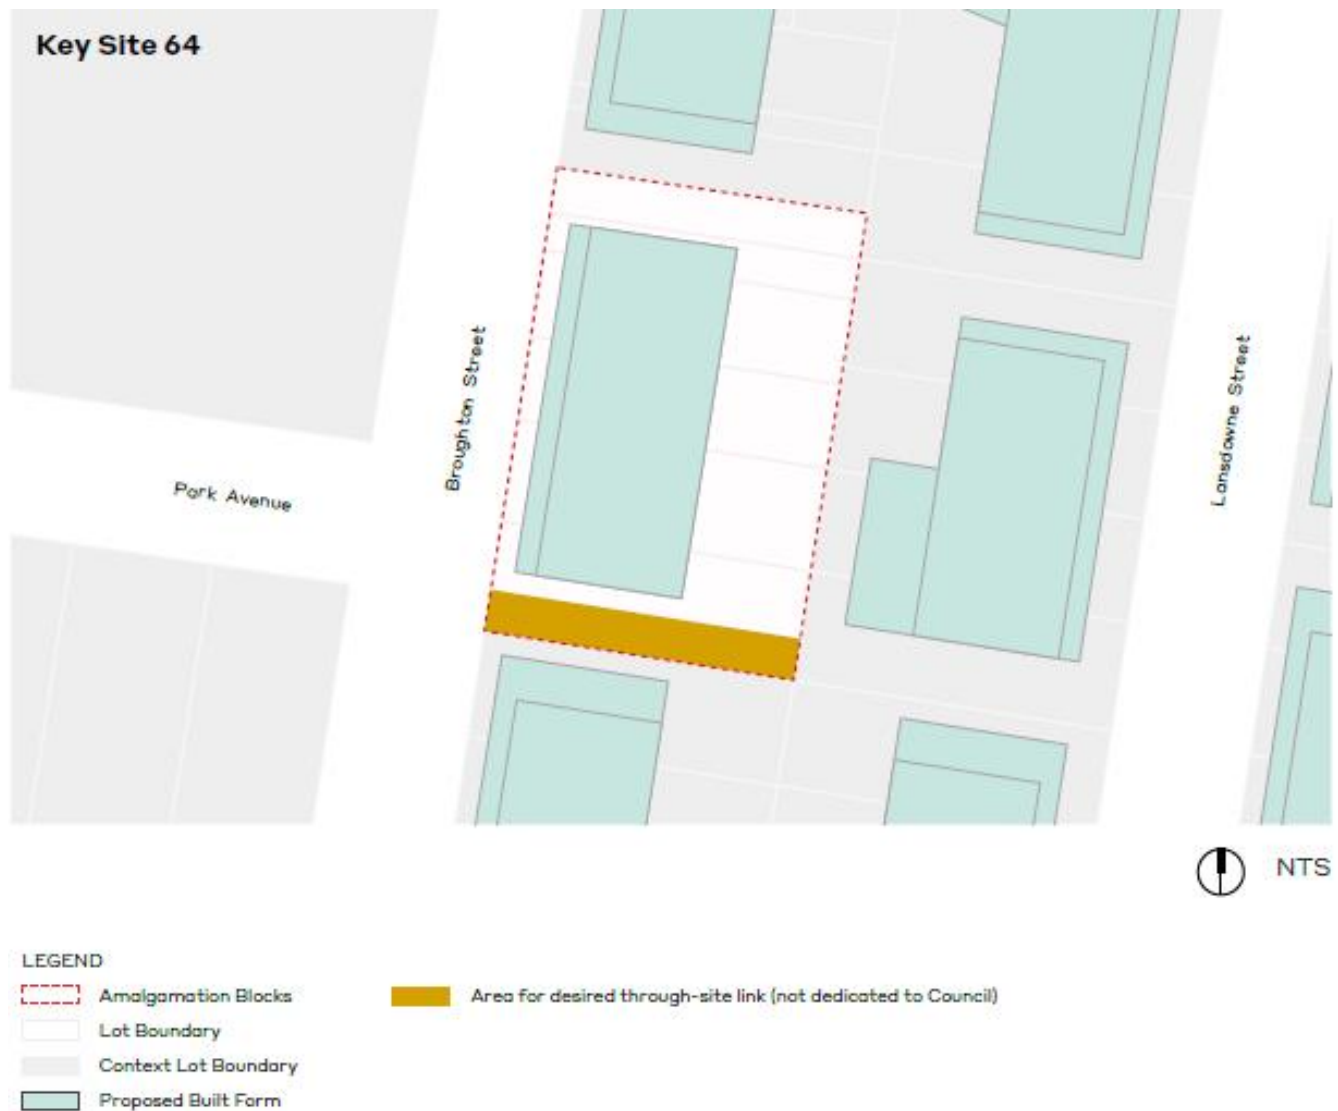 Key Site 64
Broughton Street
Lansdowne Street
Park Avenue
NTS
LEGEND
Amalgamation Blocks
Area for desired through-site link (not dedicated to Council)
Lot Boundary
Context Lot Boundary
Proposed Built Form